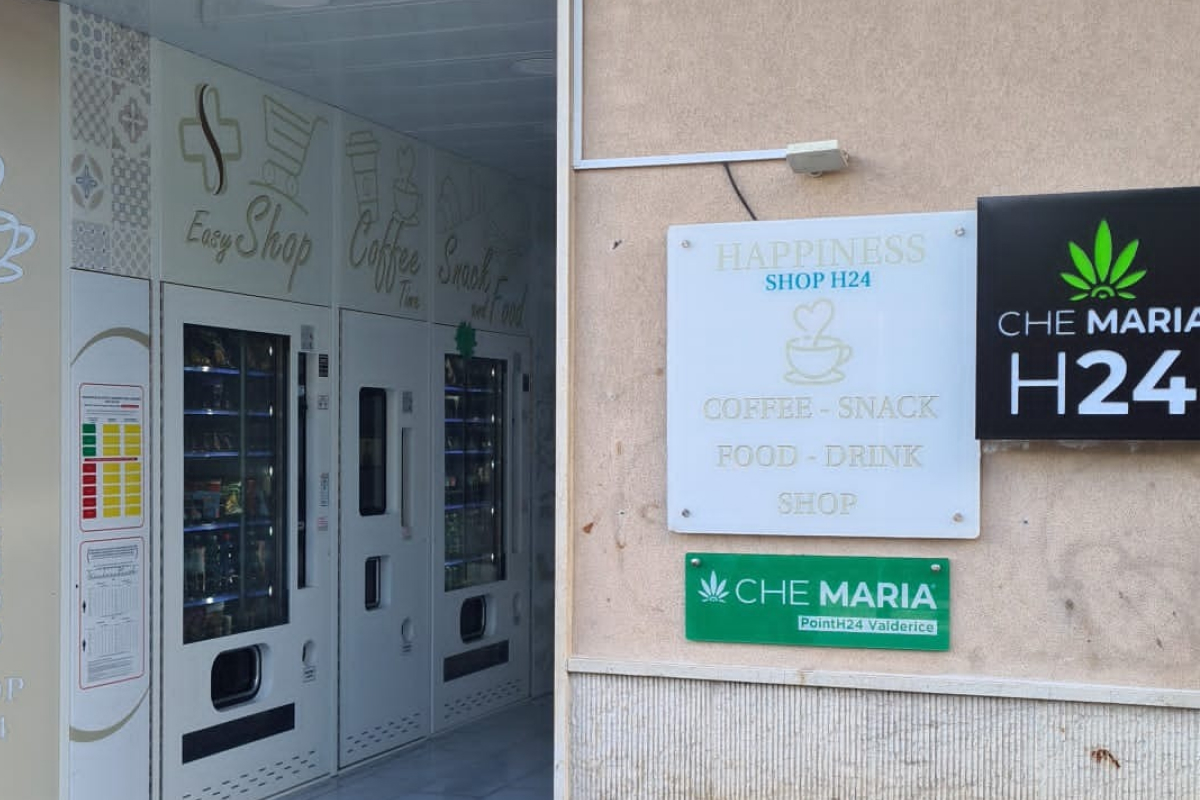 Easy Shop
Coffee
Time
Snack
and Food
HAPPINESS
SHOP H24
COFFEE - SNACK
FOOD - DRINK
SHOP
CHE MARIA
H24
CHE MARIA
PointH24 Valderice